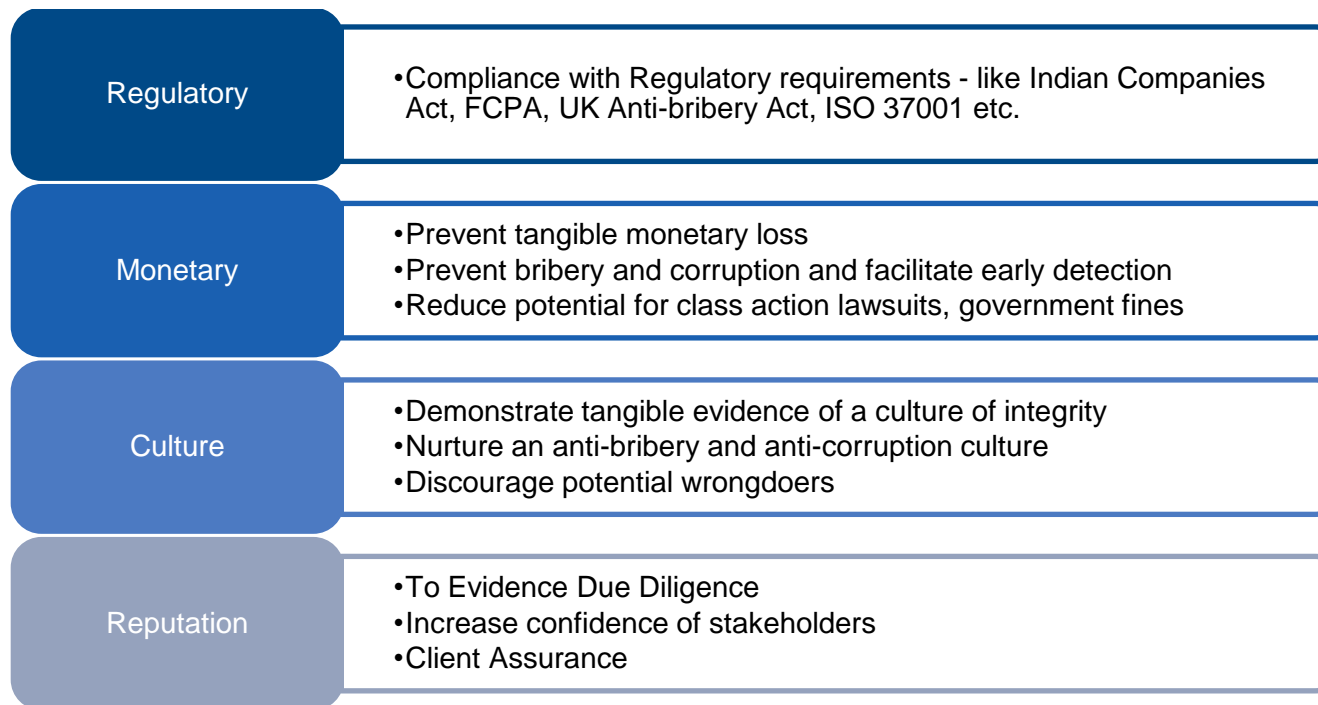 Regulatory
•Compliance with Regulatory requirements - like Indian Companies
Act, FCPA, UK Anti-bribery Act, ISO 37001 etc.
Monetary
•Prevent tangible monetary loss
•Prevent bribery and corruption and facilitate early detection
•Reduce potential for class action lawsuits, government fines
Culture
•Demonstrate tangible evidence of a culture of integrity
•Nurture an anti-bribery and anti-corruption culture
•Discourage potential wrongdoers
Reputation
•To Evidence Due Diligence
•Increase confidence of stakeholders
•Client Assurance